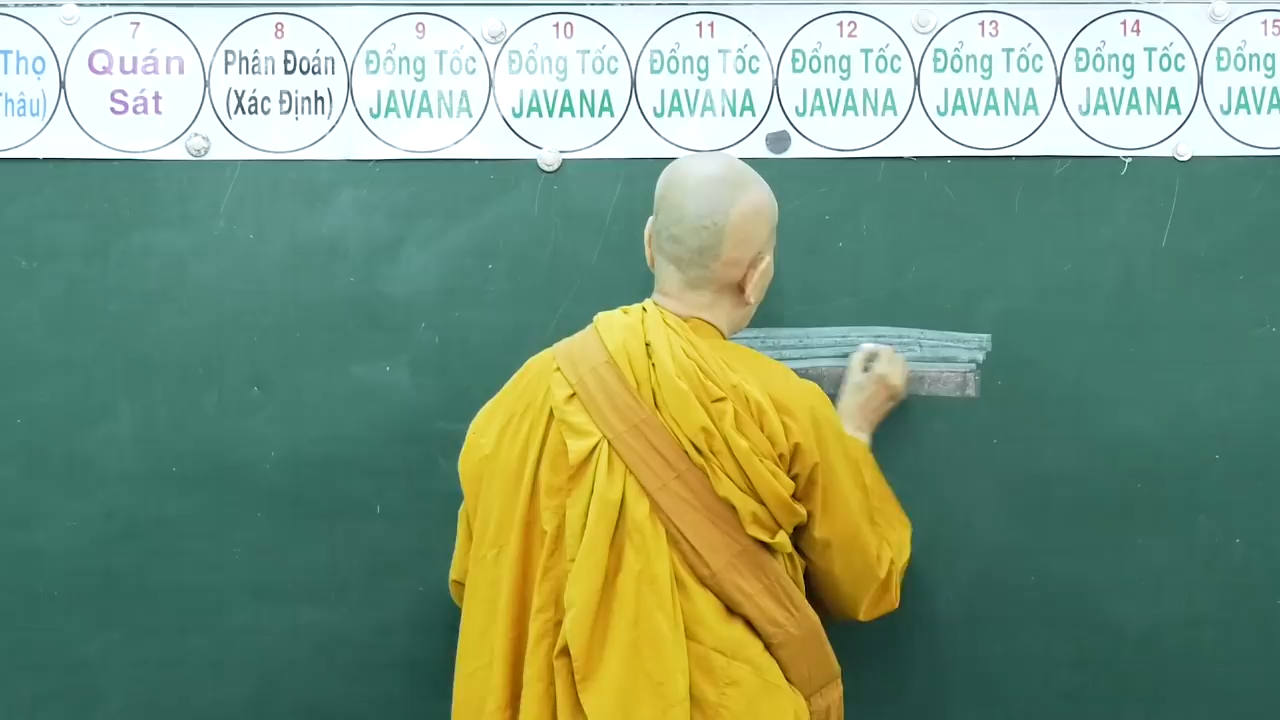 Thọ
Thâu)
7
Quán
Sát
8
Phân Đoán
(Xác Định)
9
Đổng Tốc
JAVANA
10
Đổng Tốc
JAVANA
11
Đổng Tốc
JAVANA
12
Đổng Tốc
JAVANA
13
Đổng Tốc
JAVANA
14
Đổng Tốc
JAVANA
15
Đổng
JAVA